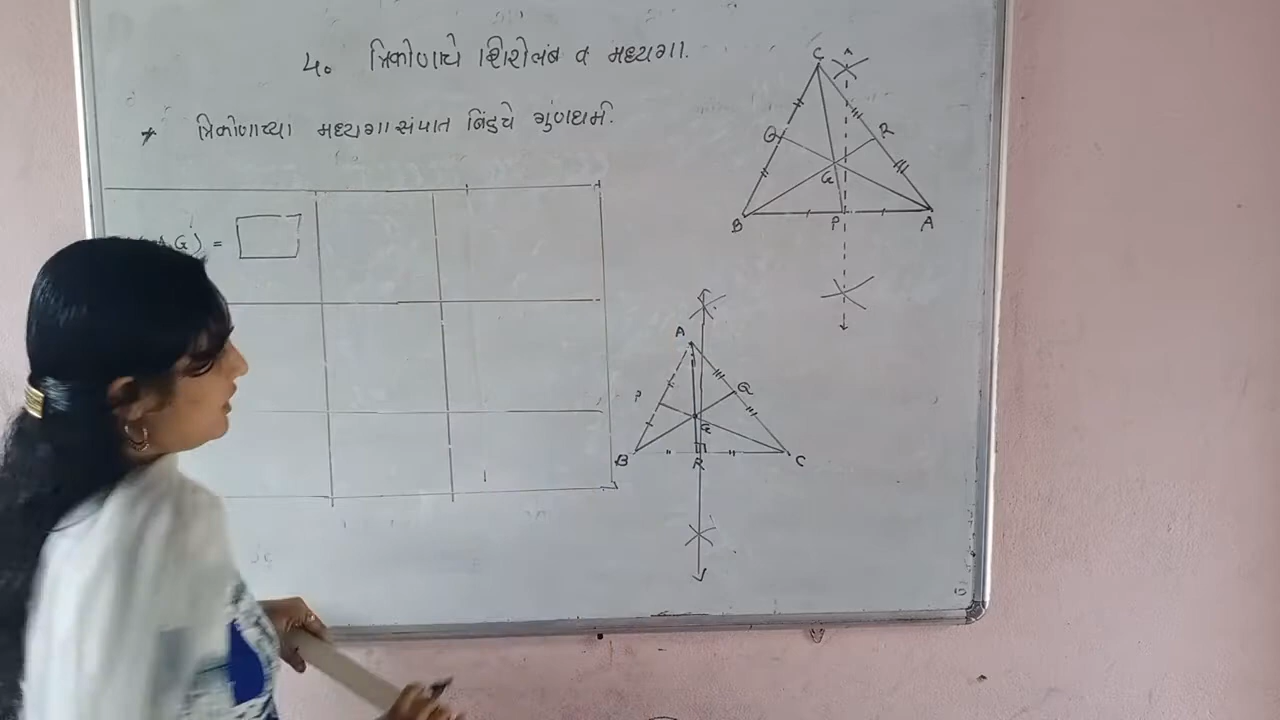 ५० त्रिकोणाचे शिरोलंब व मध्यगा.
* त्रिकोणाच्या मध्यगा संपात बिंदुचे गुंणधर्म.
G) =
C
Q R
G
B P A
A
P Q
G
B R C